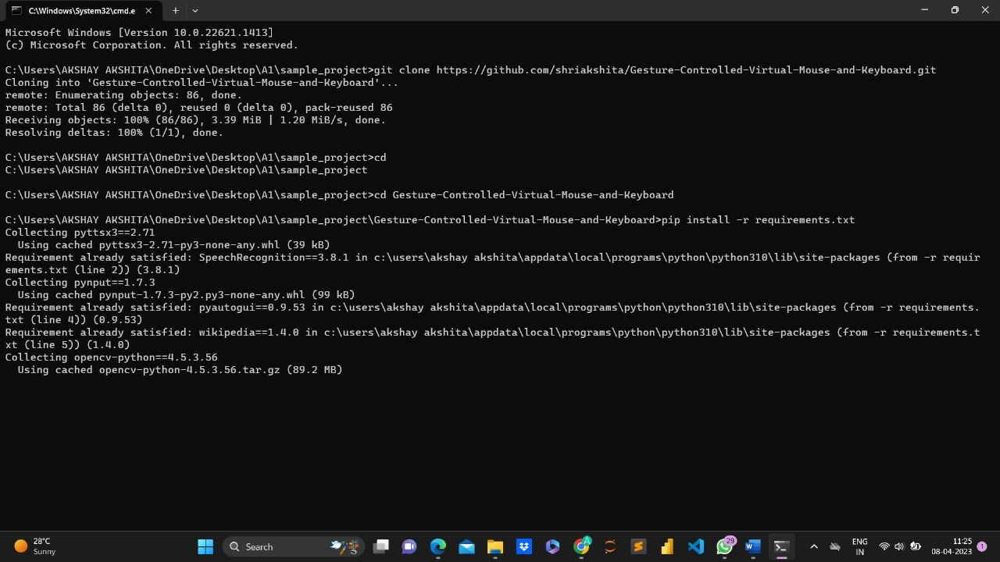 C:\Windows\System32\cmd.e
Microsoft Windows [Version 10.0.22621.1413]
(c) Microsoft Corporation. All rights reserved.
C:\Users\AKSHAY AKSHITA\OneDrive\Desktop\A1\sample_project>git clone https://github.com/shriakshita/Gesture-Controlled-Virtual-Mouse-and-Keyboard.git
Cloning into 'Gesture-Controlled-Virtual-Mouse-and-Keyboard'...
remote: Enumerating objects: 86, done.
remote: Total 86 (delta 0), reused 0 (delta 0), pack-reused 86
Receiving objects: 100% (86/86), 3.39 MiB | 1.20 MiB/s, done.
Resolving deltas: 100% (1/1), done.
C:\Users\AKSHAY AKSHITA\OneDrive\Desktop\A1\sample_project>cd
C:\Users\AKSHAY AKSHITA\OneDrive\Desktop\A1\sample_project
C:\Users\AKSHAY AKSHITA\OneDrive\Desktop\A1\sample_project>cd Gesture-Controlled-Virtual-Mouse-and-Keyboard
C:\Users\AKSHAY AKSHITA\OneDrive\Desktop\A1\sample_project\Gesture-Controlled-Virtual-Mouse-and-Keyboard>pip install -r requirements.txt
Collecting pyttsx3==2.71
Using cached pyttsx3-2.71-py3-none-any.whl (39 kB)
Requirement already satisfied: SpeechRecognition==3.8.1 in c:\users\akshay akshita\appdata\local\programs\python\python310\lib\site-packages (from -r requir
ements.txt (line 2)) (3.8.1)
Collecting pynput==1.7.3
Using cached pynput-1.7.3-py2.py3-none-any.whl (99 kB)
Requirement already satisfied: pyautogui==0.9.53 in c:\users\akshay akshita\appdata\local\programs\python\python310\lib\site-packages (from -r requirements.
txt (line 4)) (0.9.53)
Requirement already satisfied: wikipedia==1.4.0 in c:\users\akshay akshita\appdata\local\programs\python\python310\lib\site-packages (from -r requirements.t
xt (line 5)) (1.4.0)
Collecting opencv-python==4.5.3.56
Using cached opencv-python-4.5.3.56.tar.gz (89.2 MB)
28°C
Sunny
Search
A
29
ENG
IN
11:25
08-04-2023
1